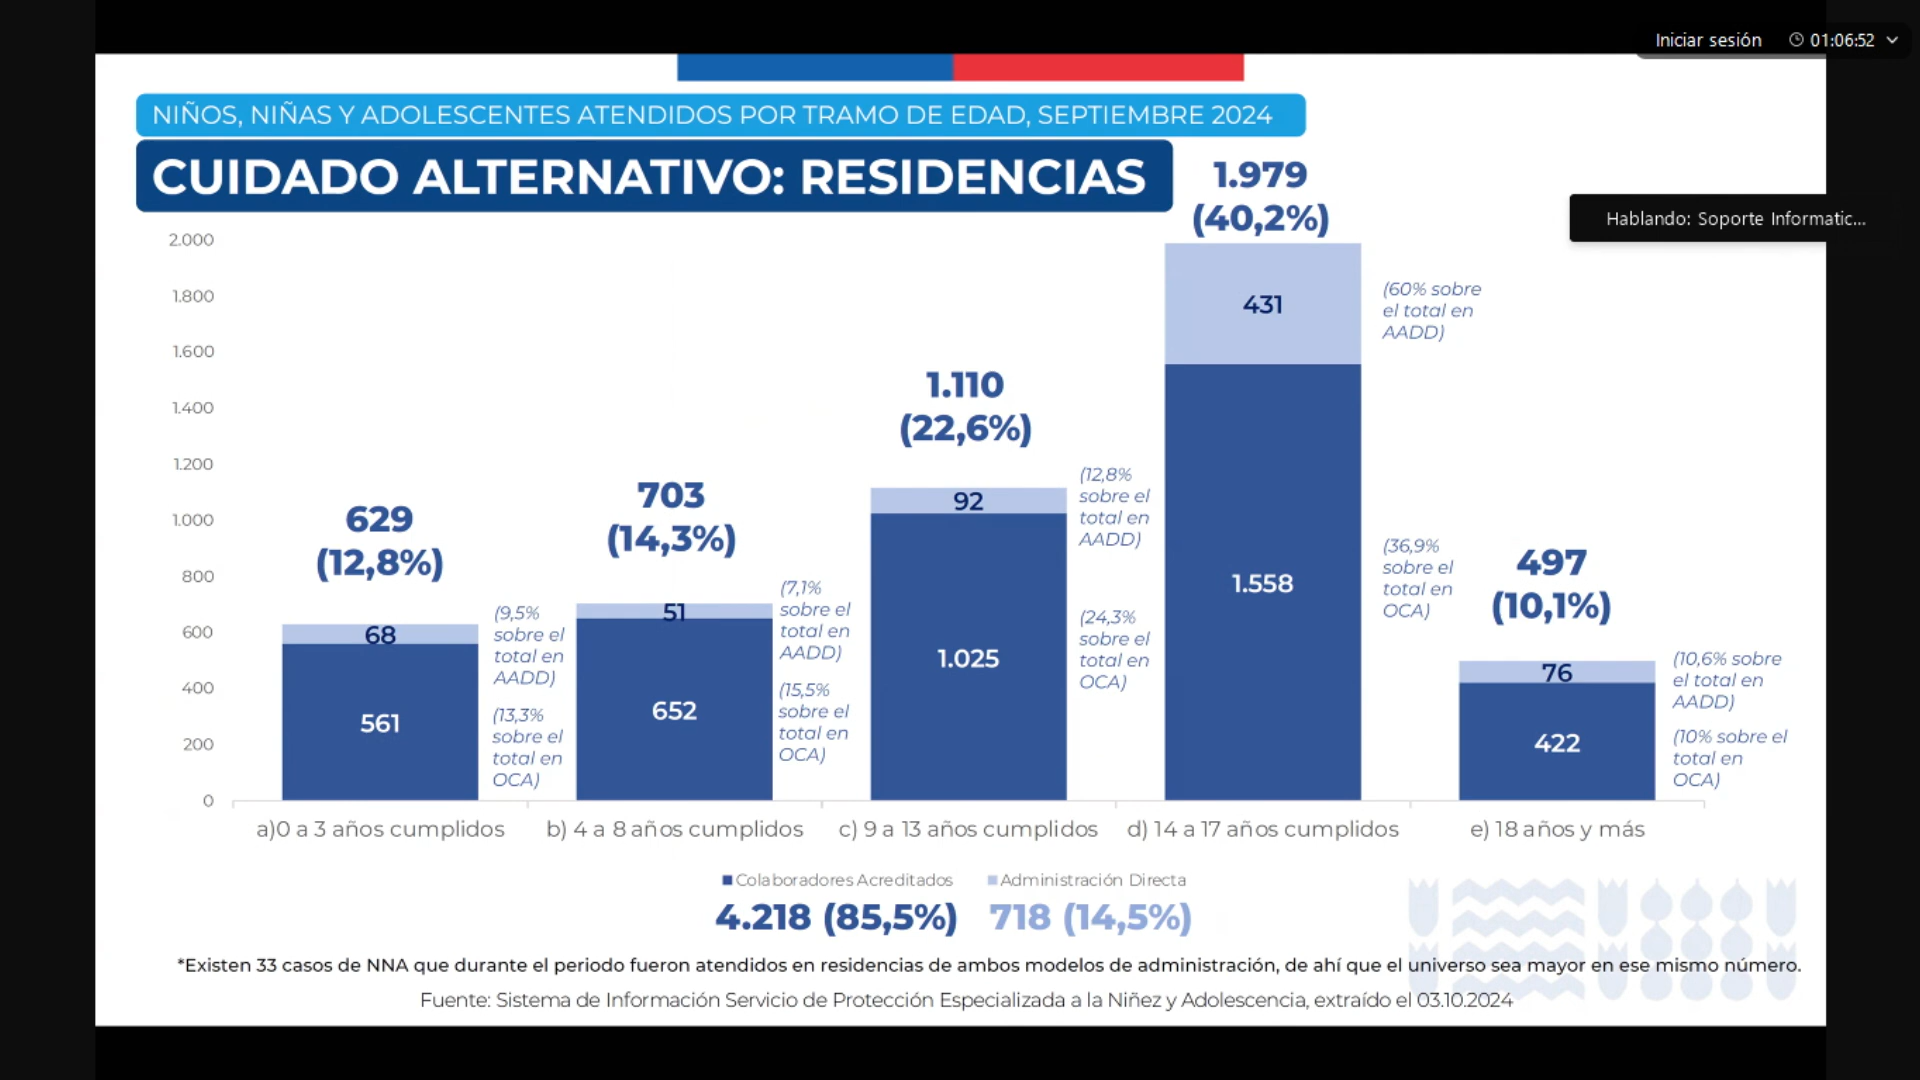 Iniciar sesión 01:06:52
NIÑOS, NIÑAS Y ADOLESCENTES ATENDIDOS POR TRAMO DE EDAD, SEPTIEMBRE 2024
CUIDADO ALTERNATIVO: RESIDENCIAS
Hablando: Soporte Informatic...
2.000
1.800
1.600
1.400
1.200
1.000
800
600
400
200
0
629
(12,8%)
68
561
(9,5%
sobre el
total en
AADD)
(13,3%
sobre el
total en
OCA)
703
(14,3%)
51
652
(7,1%
sobre el
total en
AADD)
(15,5%
sobre el
total en
OCA)
1.110
(22,6%)
92
1.025
(12,8%
sobre el
total en
AADD)
(24,3%
sobre el
total en
OCA)
1.979
(40,2%)
431
1.558
(60% sobre
el total en
AADD)
(36,9%
sobre el
total en
OCA)
497
(10,1%)
76
422
(10,6% sobre
el total en
AADD)
(10% sobre el
total en
OCA)
a)0 a 3 años cumplidos
b) 4 a 8 años cumplidos
c) 9 a 13 años cumplidos
d) 14 a 17 años cumplidos
e) 18 años y más
Colaboradores Acreditados
Administración Directa
4.218 (85,5%)
718 (14,5%)
*Existen 33 casos de NNA que durante el periodo fueron atendidos en residencias de ambos modelos de administración, de ahí que el universo sea mayor en ese mismo número.
Fuente: Sistema de Información Servicio de Protección Especializada a la Niñez y Adolescencia, extraído el 03.10.2024